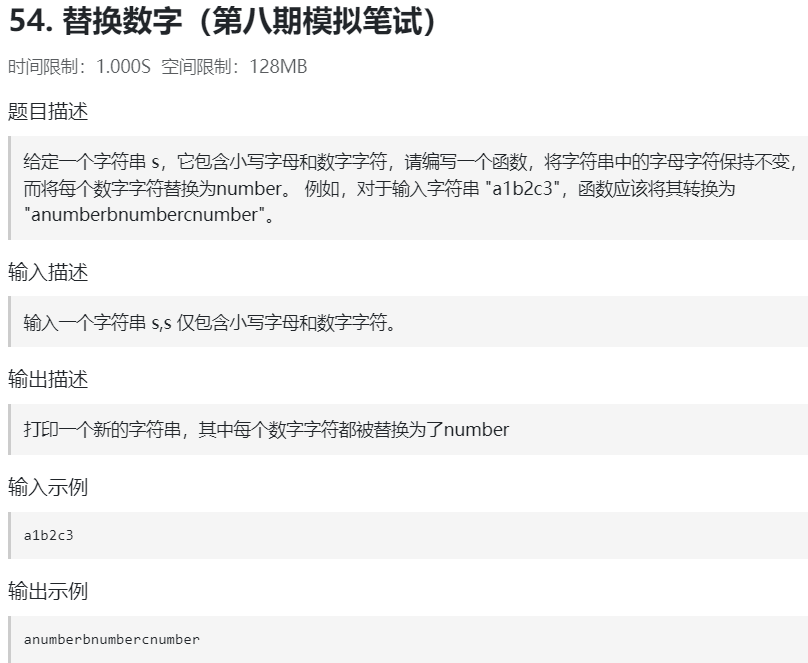 54. 替换数字（第八期模拟笔试）
时间限制：1.000S 空间限制：128MB
题目描述
给定一个字符串 s，它包含小写字母和数字字符，请编写一个函数，将字符串中的字母字符保持不变，
而将每个数字字符替换为number。 例如，对于输入字符串 "a1b2c3"，函数应该将其转换为
"anumberbnumbercnumber"。
输入描述
输入一个字符串 s,s 仅包含小写字母和数字字符。
输出描述
打印一个新的字符串，其中每个数字字符都被替换为了number
输入示例
a1b2c3
输出示例
anumberbnumbercnumber